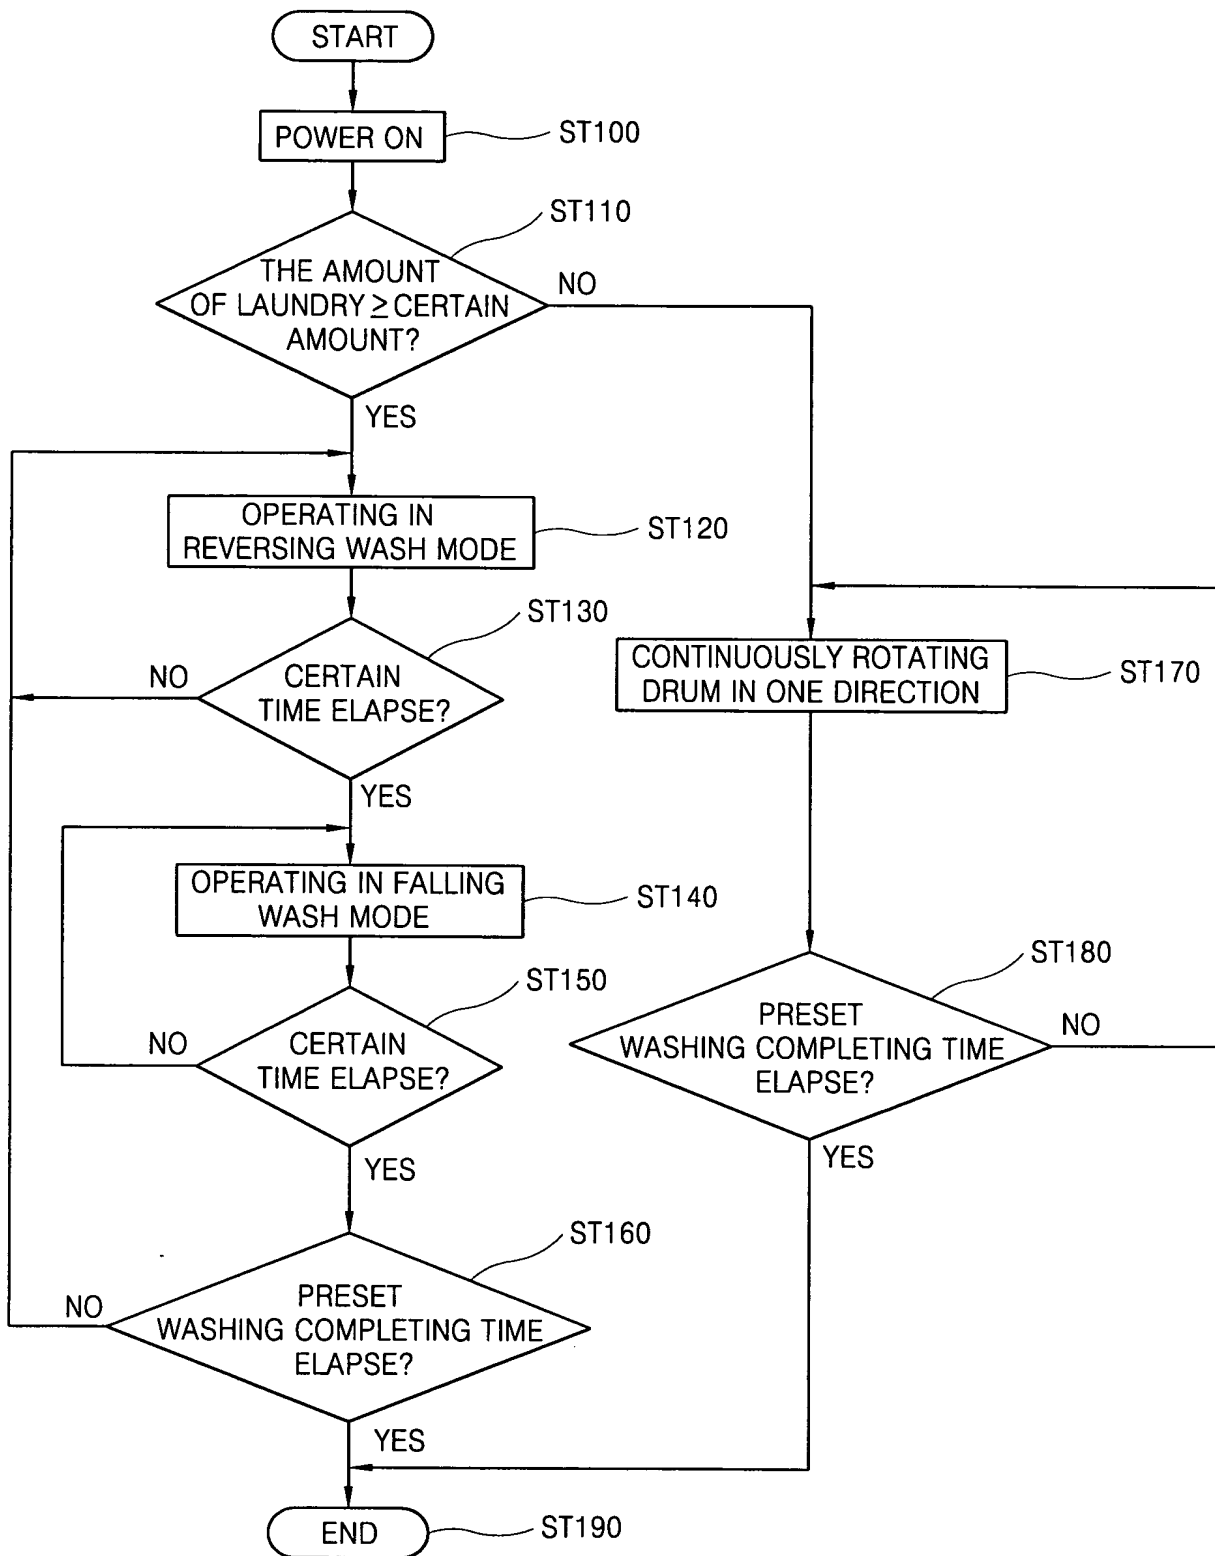 START
POWER ON
ST100
ST110
THE AMOUNT
OF LAUNDRY ≥ CERTAIN
AMOUNT?
NO
YES
OPERATING IN
REVERSING WASH MODE
ST120
ST130
NO
CERTAIN
TIME ELAPSE?
YES
CONTINUOUSLY ROTATING
DRUM IN ONE DIRECTION
ST170
OPERATING IN FALLING
WASH MODE
ST140
ST150
NO
CERTAIN
TIME ELAPSE?
YES
ST180
PRESET
WASHING COMPLETING TIME
ELAPSE?
NO
YES
ST160
NO
PRESET
WASHING COMPLETING TIME
ELAPSE?
YES
END
ST190